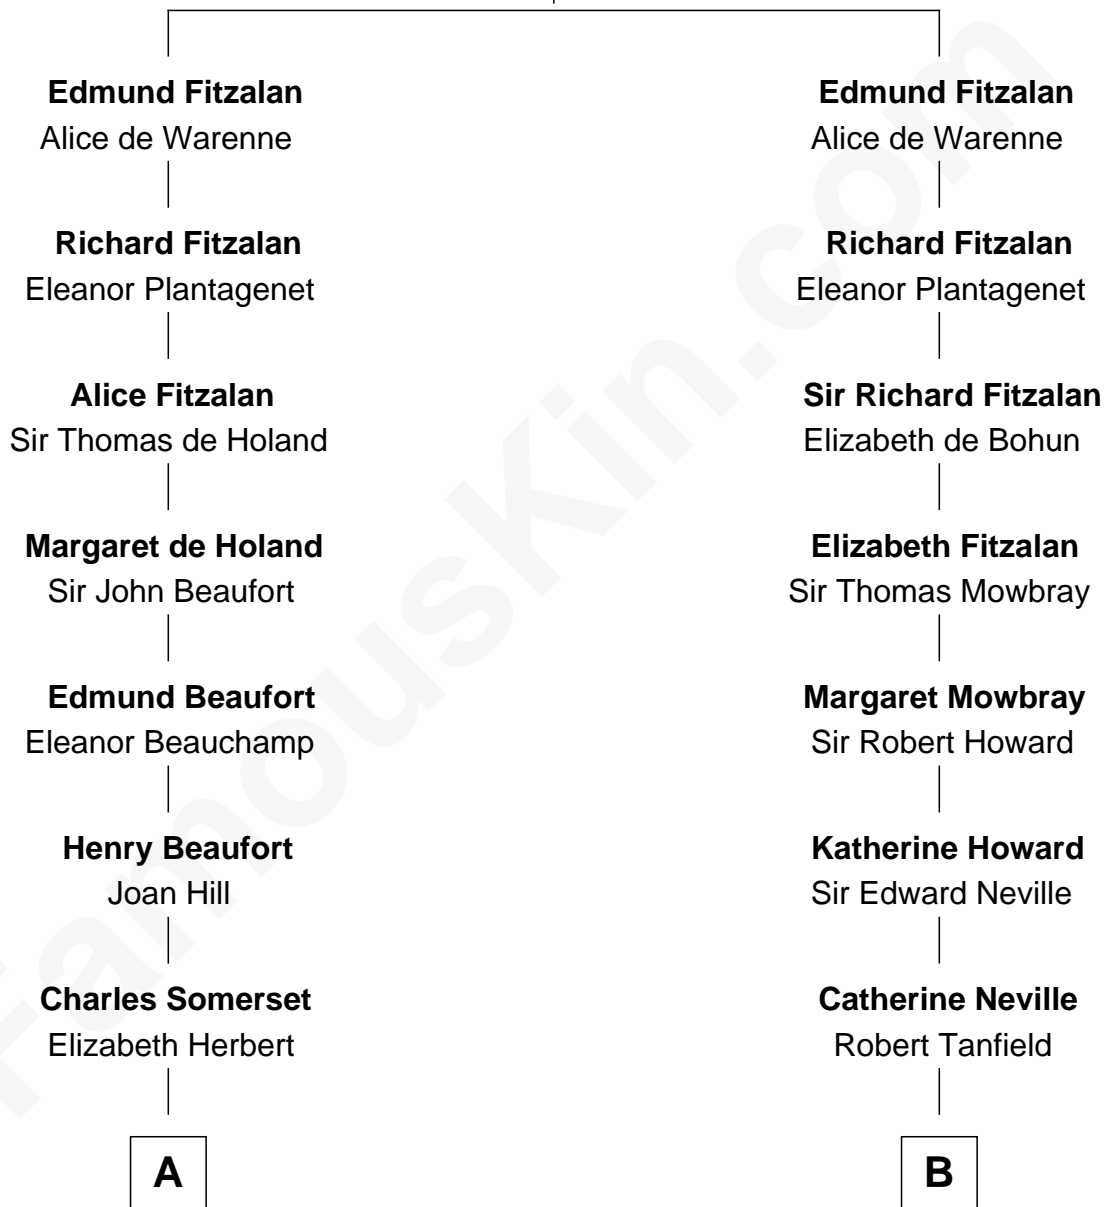 Edmund Fitzalan
Alice de Warenne
Richard Fitzalan
Eleanor Plantagenet
Alice Fitzalan
Sir Thomas de Holand
Margaret de Holand
Sir John Beaufort
Edmund Beaufort
Eleanor Beauchamp
Henry Beaufort
Joan Hill
Charles Somerset
Elizabeth Herbert
A
Edmund Fitzalan
Alice de Warenne
Richard Fitzalan
Eleanor Plantagenet
Sir Richard Fitzalan
Elizabeth de Bohun
Elizabeth Fitzalan
Sir Thomas Mowbray
Margaret Mowbray
Sir Robert Howard
Katherine Howard
Sir Edward Neville
Catherine Neville
Robert Tanfield
B
FamousKin.com